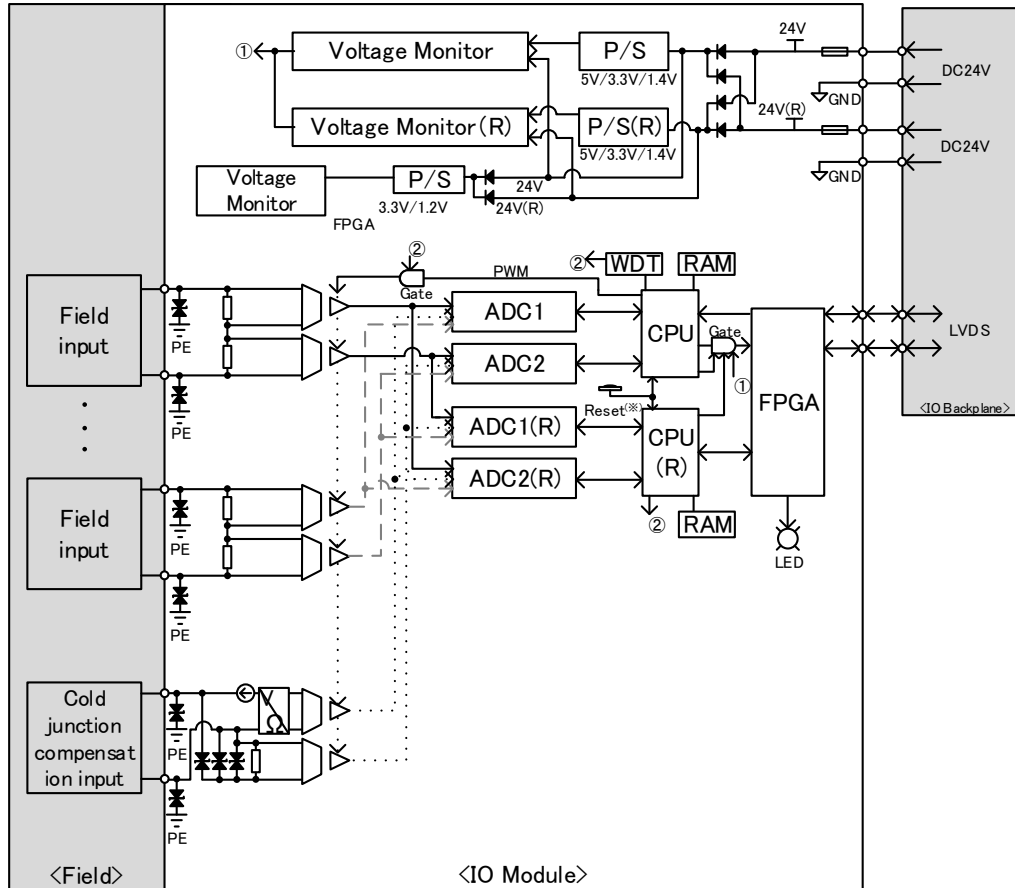 24V
① Voltage Monitor P/S
DC24V
5V/3.3V/1.4V
GND
24V(R)
Voltage Monitor(R) P/S(R)
DC24V
5V/3.3V/1.4V
GND
Voltage
Monitor
P/S
24V
3.3V/1.2V
24V(R)
FPGA
②
② WDT RAM
PWM
Gate
Field
input
PE
ADC1
CPU
Gate
LVDS
ADC2
①
FPGA
PE
Reset(※)
<IO Backplane>
ADC1(R)
CPU
(R)
ADC2(R)
Field
input
PE
②
RAM
LED
PE
Cold
junction
compensat
ion input
V
Ω
PE
PE
<Field>
<IO Module>